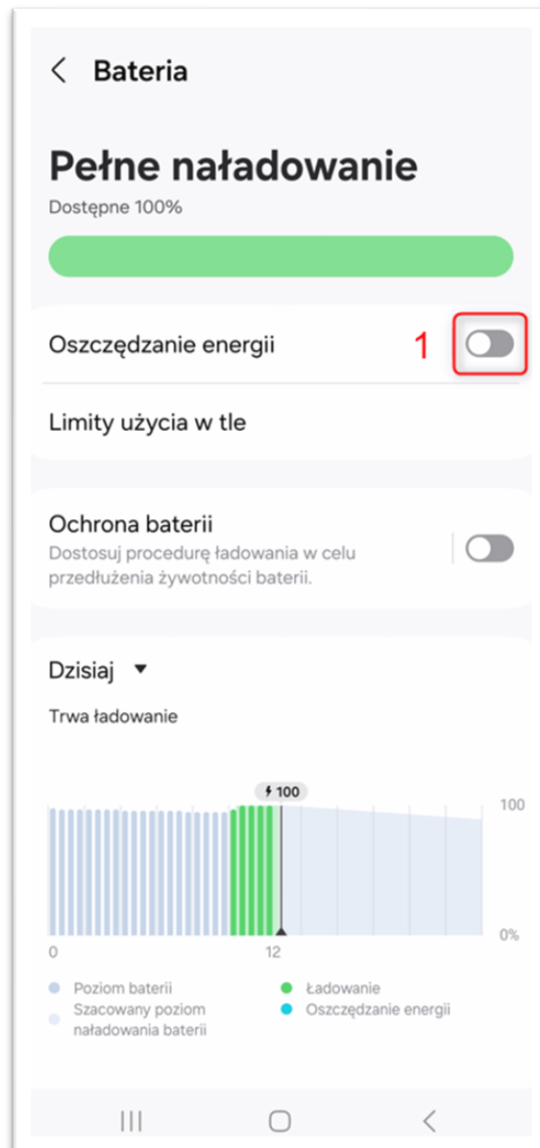 Bateria
Pełne naładowanie
Dostępne 100%
Oszczędzanie energii 1
Limity użycia w tle
Ochrona baterii
Dostosuj procedurę ładowania w celu
przedłużenia żywotności baterii.
Dzisiaj
Trwa ładowanie
100
100
0%
0 12
Poziom baterii
Ładowanie
Szacowany poziom
naładowania baterii
Oszczędzanie energii